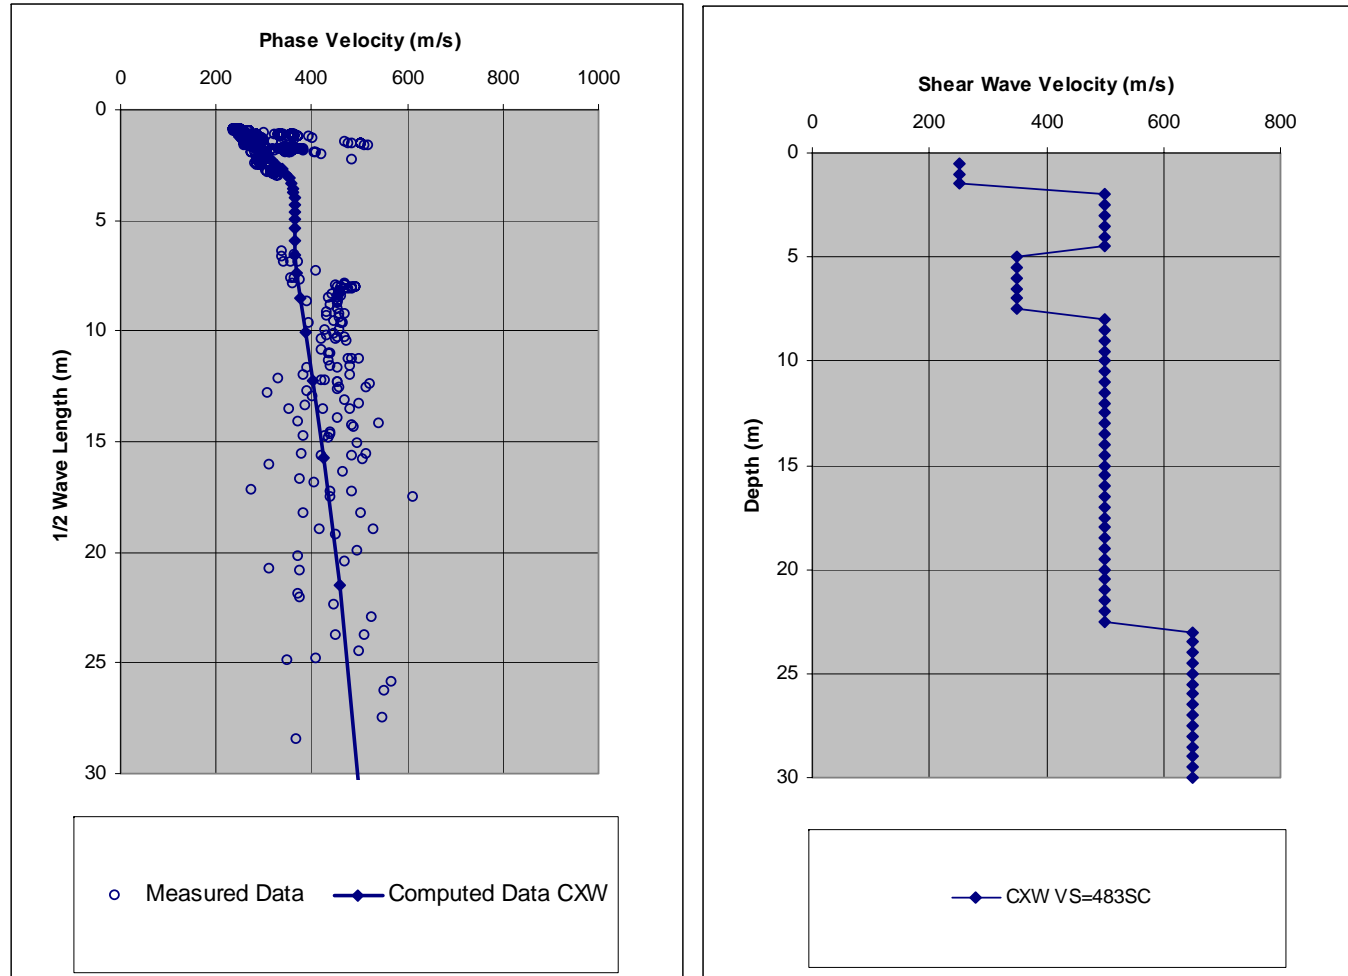 Phase Velocity (m/s)
0 200 400 600 800 1000
0
5
10
15
20
25
30
1/2 Wave Length (m)
Measured Data Computed Data CXW
Shear Wave Velocity (m/s)
0 200 400 600 800
0
5
10
15
20
25
30
Depth (m)
CXW VS=483SC